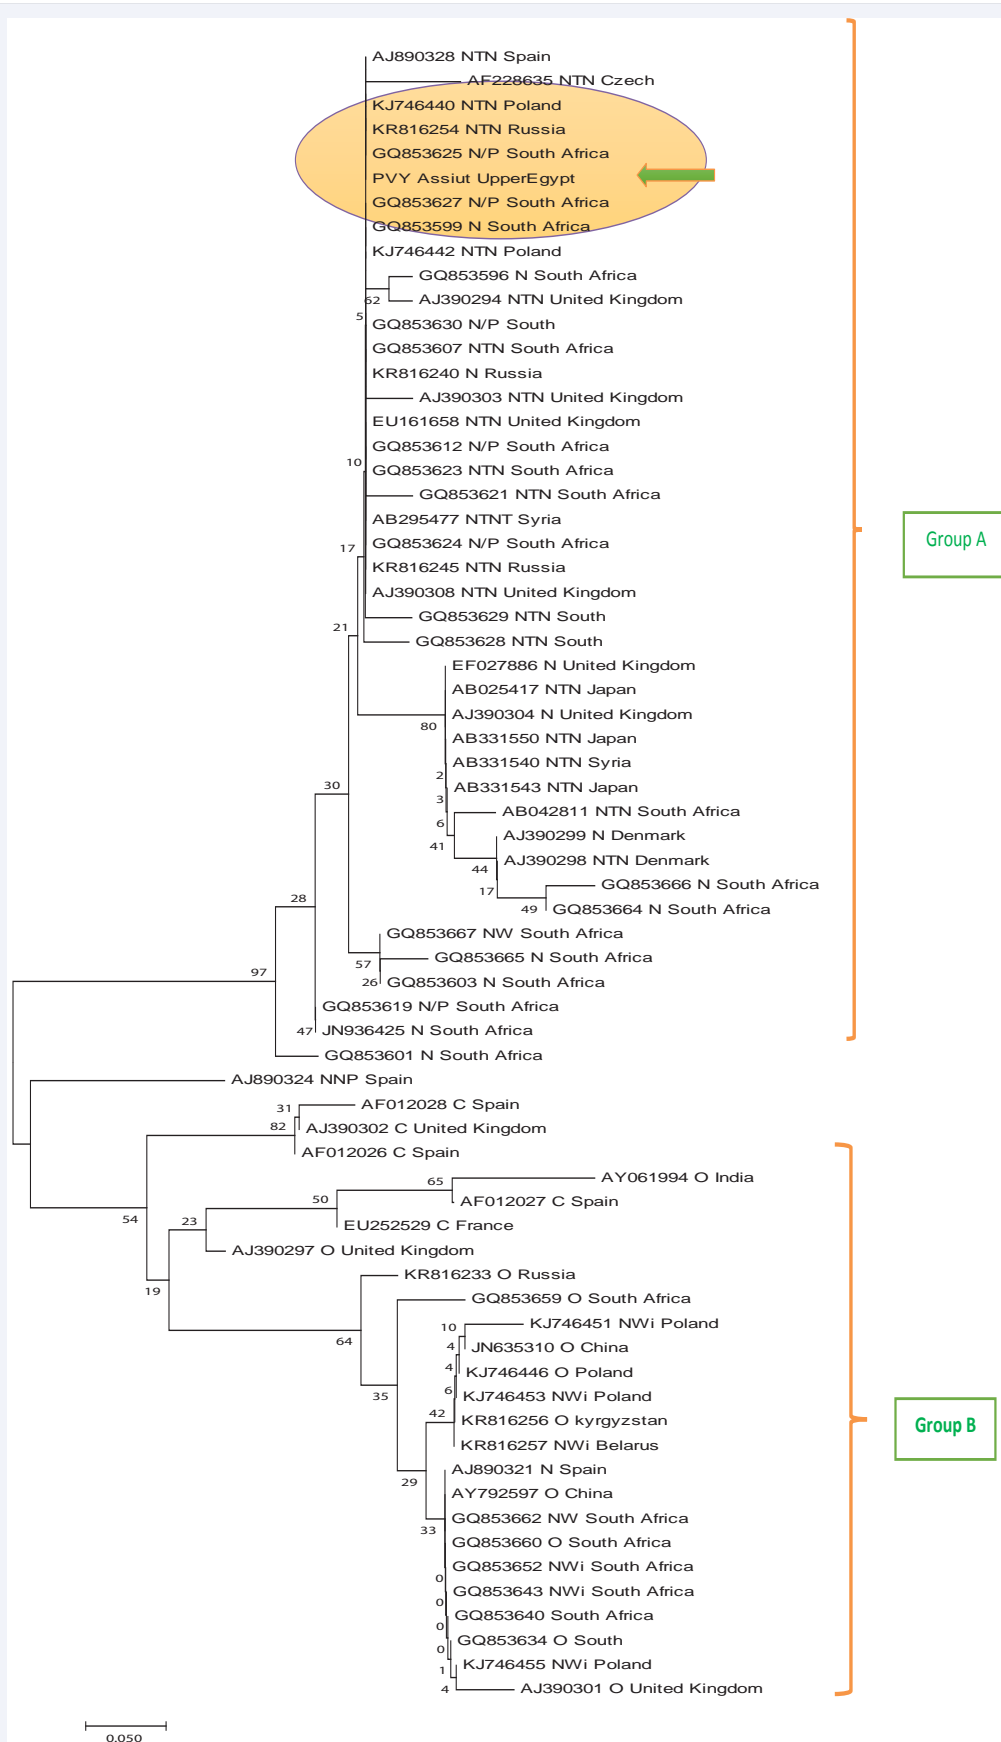 AJ890328 NTN Spain
AF228635 NTN Czech
KJ746440 NTN Poland
KR816254 NTN Russia
GQ853625 N/P South Africa
PVY Assiut UpperEgypt
GQ853627 N/P South Africa
GQ853599 N South Africa
KJ746442 NTN Poland
GQ853596 N South Africa
62
AJ390294 NTN United Kingdom
5
GQ853630 N/P South
GQ853607 NTN South Africa
KR816240 N Russia
AJ390303 NTN United Kingdom
EU161658 NTN United Kingdom
GQ853612 N/P South Africa
10
GQ853623 NTN South Africa
GQ853621 NTN South Africa
AB295477 NTNT Syria
Group A
17
GQ853624 N/P South Africa
KR816245 NTN Russia
AJ390308 NTN United Kingdom
GQ853629 NTN South
21
GQ853628 NTN South
EF027886 N United Kingdom
AB025417 NTN Japan
AJ390304 N United Kingdom
80
AB331550 NTN Japan
AB331540 NTN Syria
2
30
AB331543 NTN Japan
3
AB042811 NTN South Africa
6
AJ390299 N Denmark
41
AJ390298 NTN Denmark
44
GQ853666 N South Africa
17
28
49
GQ853664 N South Africa
GQ853667 NW South Africa
GQ853665 N South Africa
57
97
26
GQ853603 N South Africa
GQ853619 N/P South Africa
47
JN936425 N South Africa
GQ853601 N South Africa
AJ890324 NNP Spain
31
AF012028 C Spain
82
AJ390302 C United Kingdom
AF012026 C Spain
65
AY061994 O India
50
AF012027 C Spain
54
23
EU252529 C France
AJ390297 O United Kingdom
KR816233 O Russia
19
GQ853659 O South Africa
10
KJ746451 NWi Poland
64
4
JN635310 O China
4
KJ746446 O Poland
35
6
KJ746453 NWi Poland
42
KR816256 O kyrgyzstan
Group B
KR816257 NWi Belarus
AJ890321 N Spain
29
AY792597 O China
GQ853662 NW South Africa
33
GQ853660 O South Africa
GQ853652 NWi South Africa
0
GQ853643 NWi South Africa
0
GQ853640 South Africa
0
GQ853634 O South
0
KJ746455 NWi Poland
1
4
AJ390301 O United Kingdom
0.050